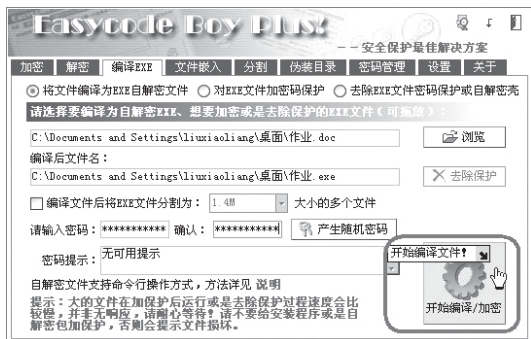 Easycode Boy Plus!
－－安全保护最佳解决方案
加密 解密 编译EXE 文件嵌入 分割 伪装目录 密码管理 设置 关于
将文件编译为EXE自解密文件 对EXE文件加密码保护 去除EXE文件密码保护或自解密壳
请选择要编译为自解密EXE、想要加密或是去除保护的EXE文件（可拖放）：
C:\Documents and Settings\liuxiaoliang\桌面\作业.doc 浏览
编译后文件名：
C:\Documents and Settings\liuxiaoliang\桌面\作业.exe 去除保护
编译文件后将EXE文件分割为： 1.4M 大小的多个文件
请输入密码： *********** 确认： *********** 产生随机密码
密码提示： 无可用提示
开始编译文件！
自解密文件支持命令行操作方式，方法详见 说明
提示：大的文件在加保护后运行或是去除保护过程速度会比
较慢，并非无响应，请耐心等待！请不要给安装程序或是自
解密包加保护，否则会提示文件损坏。
开始编译/加密